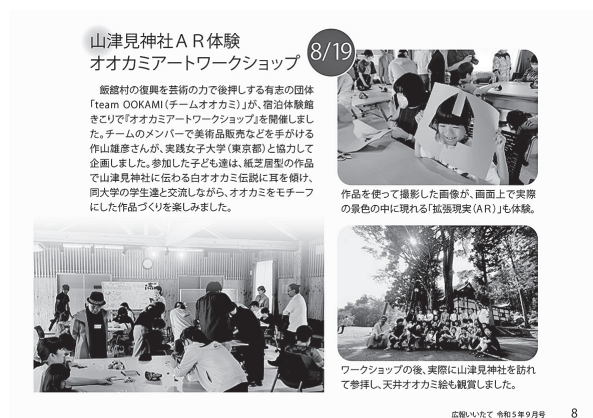 山津見神社AR体験
オオカミアートワークショップ
8/19
飯舘村の復興を芸術の力で後押しする有志の団体
「team OOKAMI(チームオオカミ)」が、宿泊体験館
きこりで『オオカミアートワークショップ』を開催しまし
た。チームのメンバーで美術品販売などを手がける
作山雄彦さんが、実践女子大学(東京都)と協力して
企画しました。参加した子ども達は、紙芝居型の作品
で山津見神社に伝わる白オオカミ伝説に耳を傾け、
同大学の学生達と交流しながら、オオカミをモチーフ
にした作品づくりを楽しみました。
作品を使って撮影した画像が、画面上で実際
の景色の中に現れる「拡張現実(AR)」も体験。
ワークショップの後、実際に山津見神社を訪れ
て参拝し、天井オオカミ絵も観賞しました。
広報いいたて 令和5年9月号 8